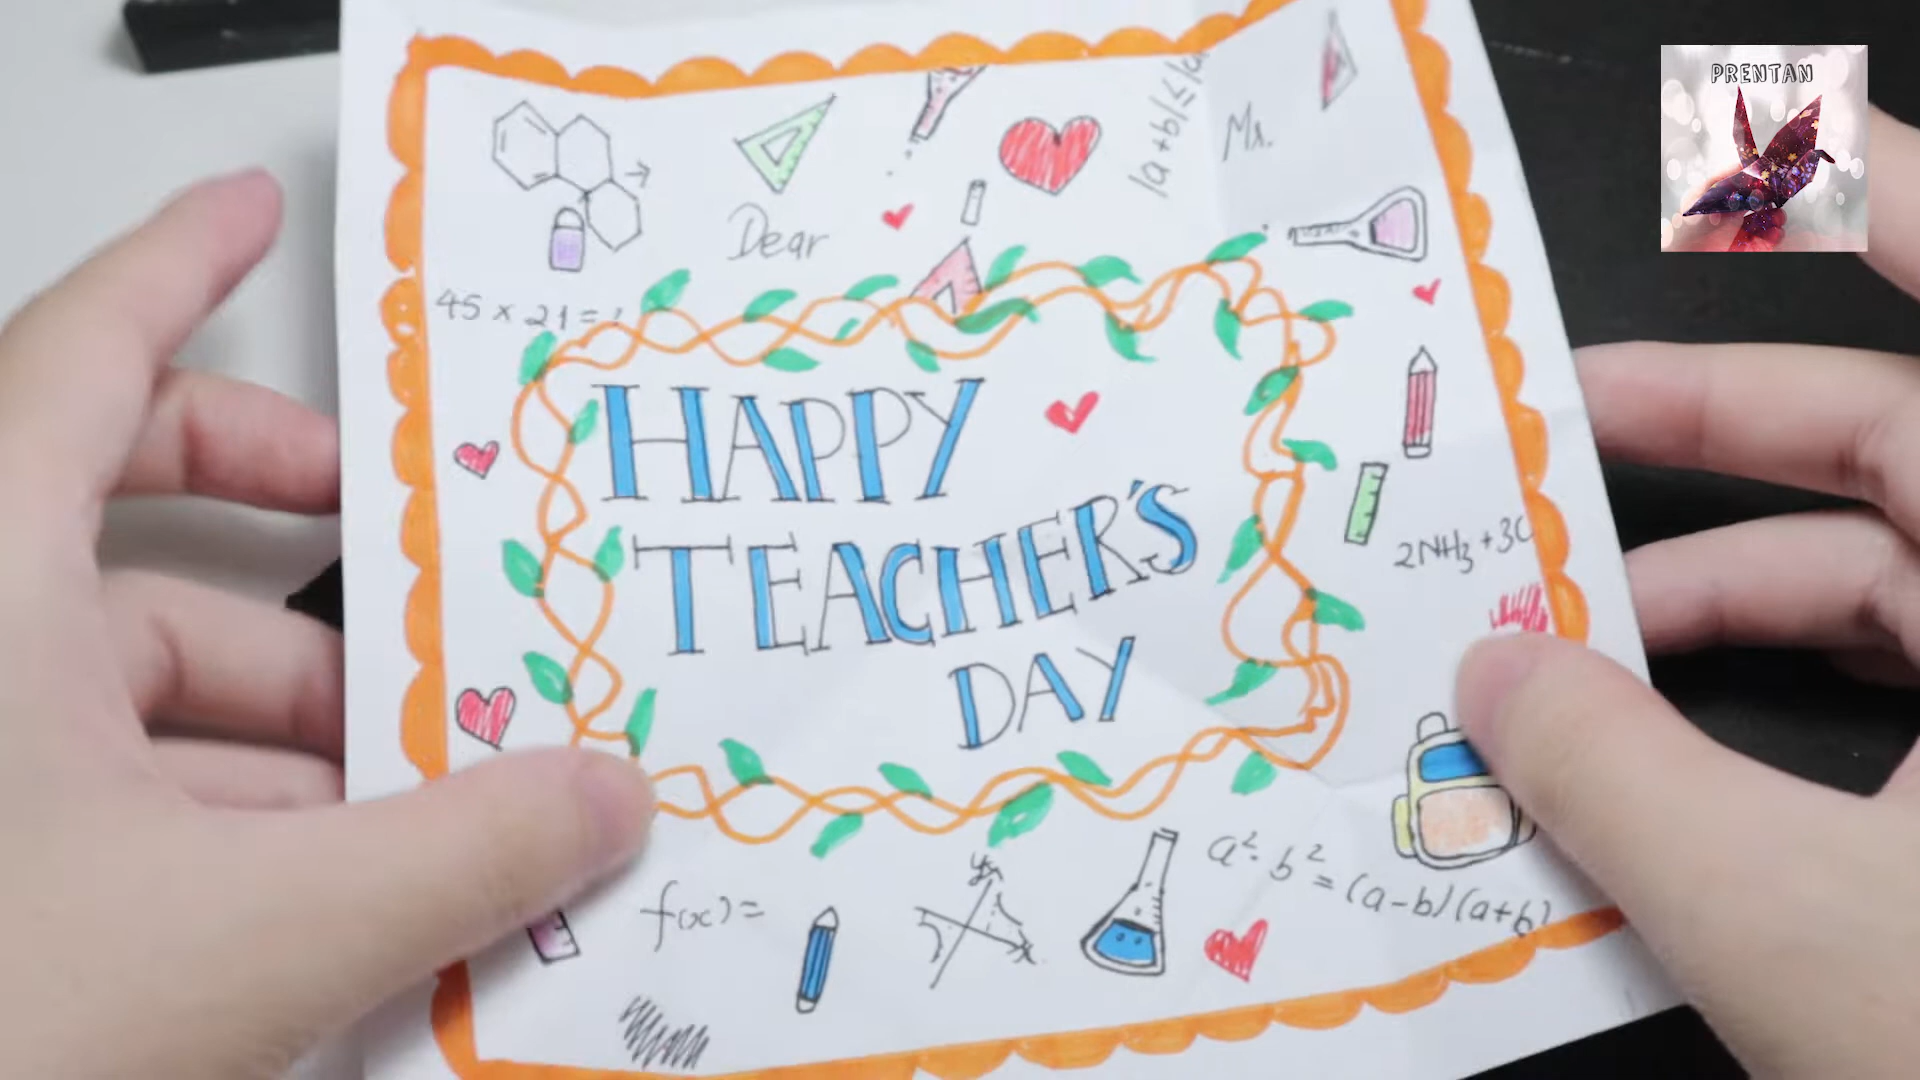 PRENTAN
|a+b|≤|a
Mr.
Dear
45 x 21 = ?
HAPPY
TEACHER'S
DAY
2NH₃ + 3C
a² - b² = (a-b)(a+b)
f(x) =
y
x